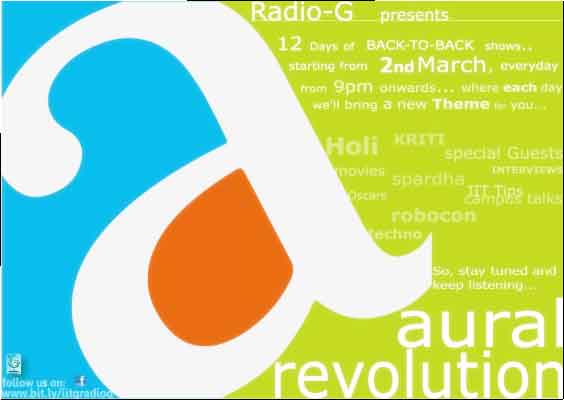 Radio-G presents
12 Days of BACK-TO-BACK shows..
starting from 2nd March, everyday
from 9pm onwards... where each day
we'll bring a new Theme for you...
Holi KRITI
special Guests
movies INTERVIEWS
spardha
Oscars IIT Tips
campus talks
robocon
techno
So, stay tuned and
keep listening...
aural
revolution
follow us on:
www.bit.ly/iitgradiog